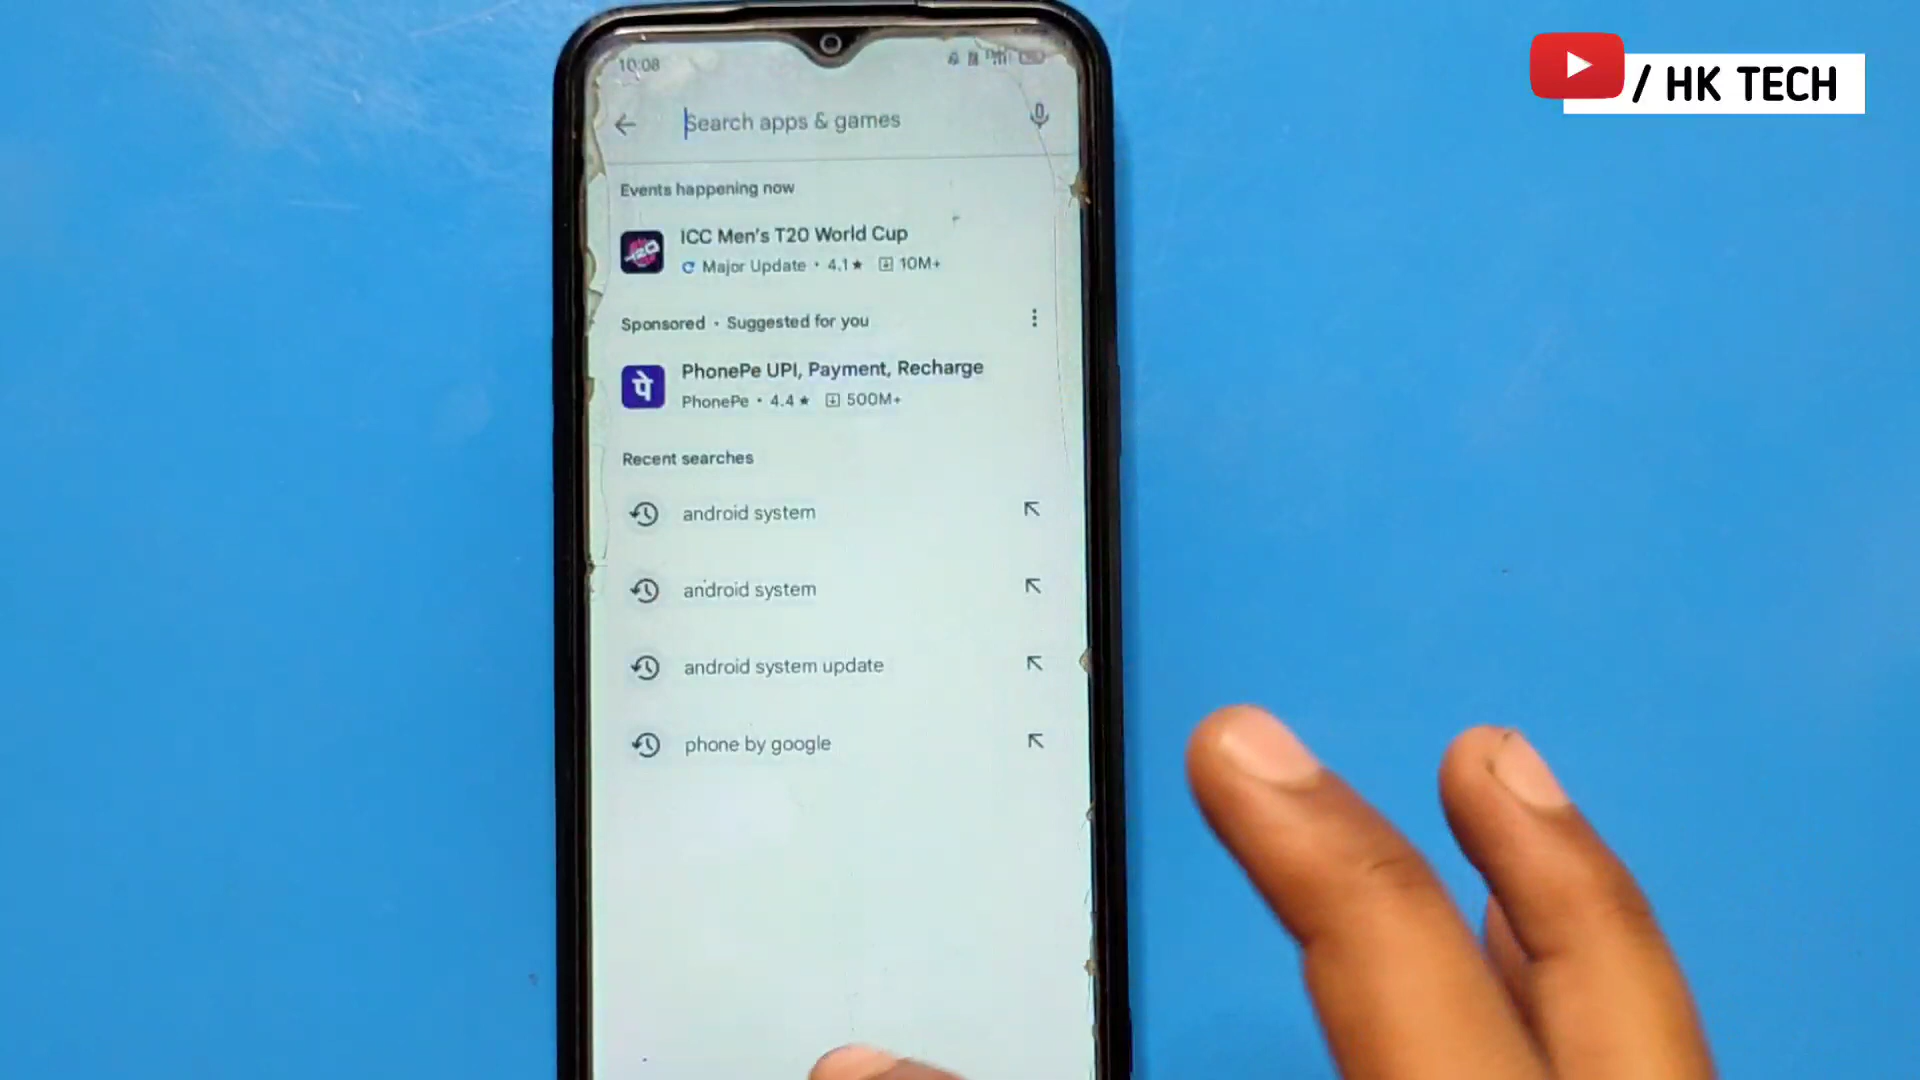 / HK TECH
10:08
Search apps & games
Events happening now
ICC Men's T20 World Cup
Major Update • 4.1★ 10M+
Sponsored • Suggested for you
पे
PhonePe UPI, Payment, Recharge
PhonePe • 4.4★ 500M+
Recent searches
android system
android system
android system update
phone by google